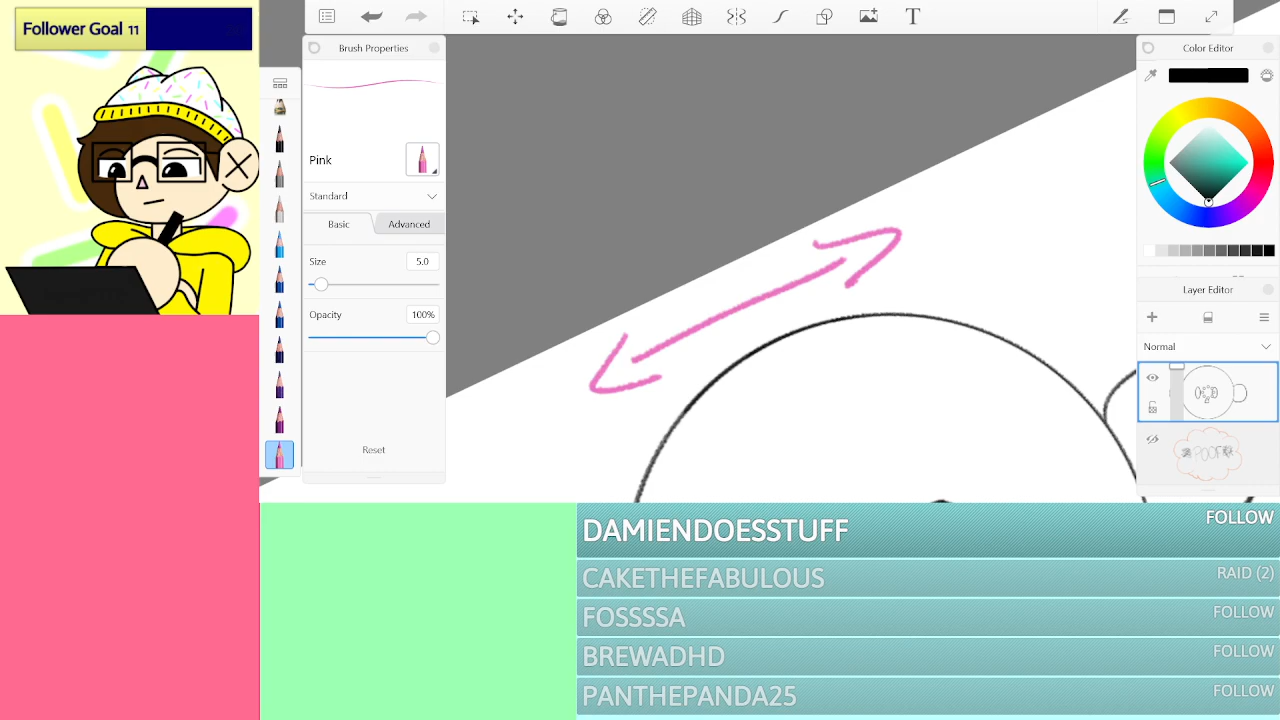 Follower Goal 11
Brush Properties
Pink
Standard
Basic
Advanced
Size
5.0
Opacity
100%
Reset
T
Color Editor
Layer Editor
Normal
POOF
DAMIENDOESSTUFF
FOLLOW
CAKETHEFABULOUS
RAID (2)
FOSSSSA
FOLLOW
BREWADHD
FOLLOW
PANTHEPANDA25
FOLLOW